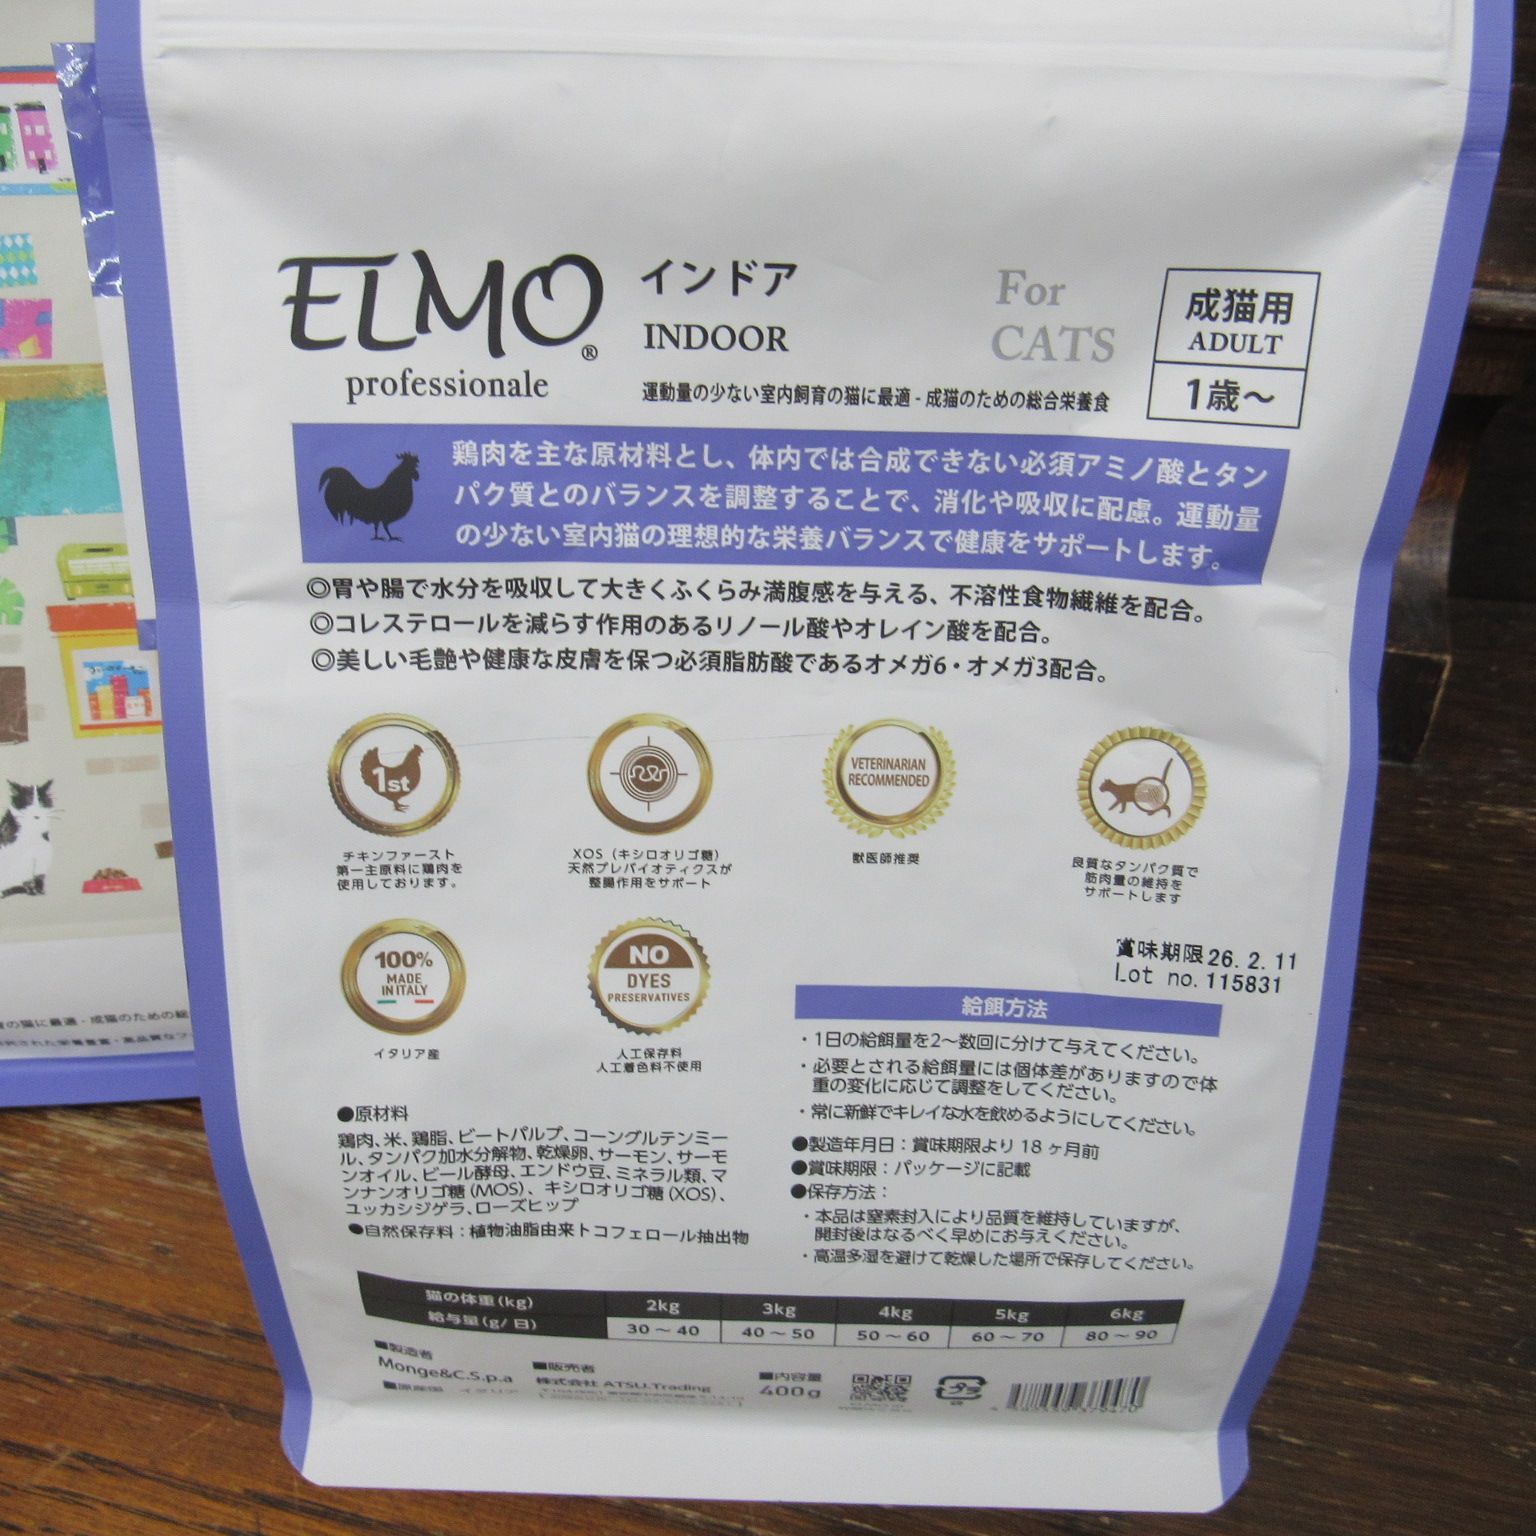 ELMO®
professionale
インドア
INDOOR
For
CATS
成猫用
ADULT
1歳～
運動量の少ない室内飼育の猫に最適 - 成猫のための総合栄養食
鶏肉を主な原材料とし、体内では合成できない必須アミノ酸とタン
パク質とのバランスを調整することで、消化や吸収に配慮。運動量
の少ない室内猫の理想的な栄養バランスで健康をサポートします。
◎胃や腸で水分を吸収して大きくふくらみ満腹感を与える、不溶性食物繊維を配合。
◎コレステロールを減らす作用のあるリノール酸やオレイン酸を配合。
◎美しい毛艶や健康な皮膚を保つ必須脂肪酸であるオメガ6・オメガ3配合。
1st
チキンファースト
第一主原料に鶏肉を
使用しております。
XOS（キシロオリゴ糖）
天然プレバイオティクスが
整腸作用をサポート
VETERINARIAN
RECOMMENDED
獣医師推奨
良質なタンパク質で
筋肉量の維持を
サポートします
100%
MADE
IN ITALY
イタリア産
NO
DYES
PRESERVATIVES
人工保存料
人工着色料不使用
賞味期限26.2.11
Lot no.115831
●原材料
鶏肉、米、鶏脂、ビートパルプ、コーングルテンミー
ル、タンパク加水分解物、乾燥卵、サーモン、サーモ
ンオイル、ビール酵母、エンドウ豆、ミネラル類、マ
ンナンオリゴ糖（MOS）、キシロオリゴ糖（XOS）、
ユッカシジゲラ、ローズヒップ
●自然保存料：植物油脂由来トコフェロール抽出物
給餌方法
・1日の給餌量を2～数回に分けて与えてください。
・必要とされる給餌量には個体差がありますので体
重の変化に応じて調整をしてください。
・常に新鮮でキレイな水を飲めるようにしてください。
●製造年月日：賞味期限より 18 ヶ月前
●賞味期限：パッケージに記載
●保存方法：
・本品は窒素封入により品質を維持していますが、
開封後はなるべく早めにお与えください。
・高温多湿を避けて乾燥した場所で保存してください。
猫の体重(kg) 2kg 3kg 4kg 5kg 6kg
給与量(g/ 日) 30～40 40～50 50～60 60～70 80～90
■製造者
Monge&C.S.p.a
■原産国 イタリア
■販売者
株式会社 ATSU.Trading
■内容量
400g
プラ
の猫に最適 - 成猫のための総